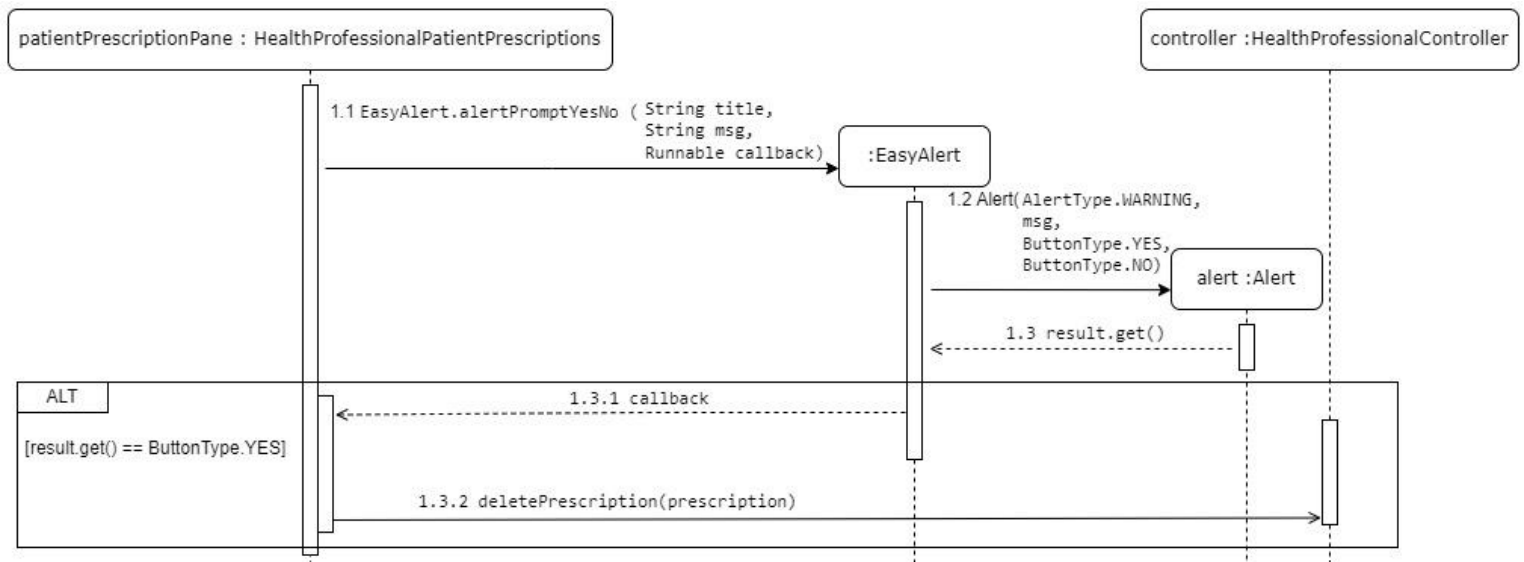 patientPrescriptionPane : HealthProfessionalPatientPrescriptions
controller :HealthProfessionalController
1.1 EasyAlert.alertPromptYesNo ( String title,
String msg,
Runnable callback)
:EasyAlert
1.2 Alert( AlertType.WARNING,
msg,
ButtonType.YES,
ButtonType.NO)
alert :Alert
1.3 result.get()
ALT
1.3.1 callback
[result.get() == ButtonType.YES]
1.3.2 deletePrescription(prescription)